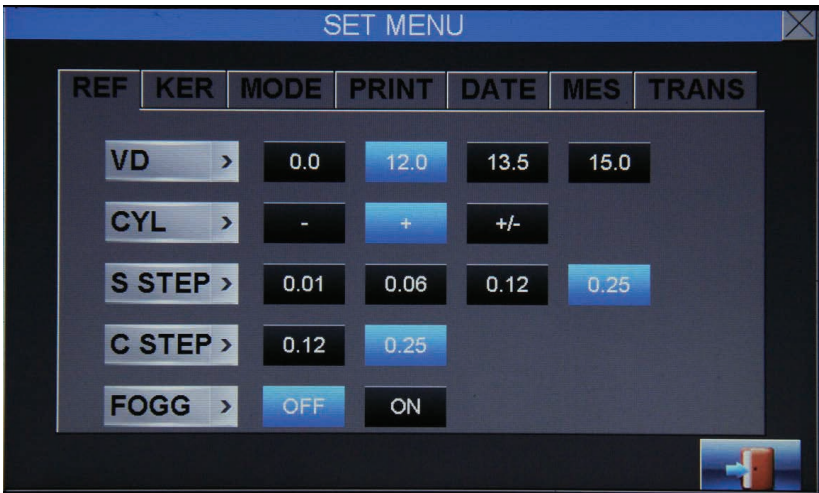 SET MENU
REF KER MODE PRINT DATE MES TRANS
VD > 0.0 12.0 13.5 15.0
CYL > - + +/-
S STEP > 0.01 0.06 0.12 0.25
C STEP > 0.12 0.25
FOGG > OFF ON